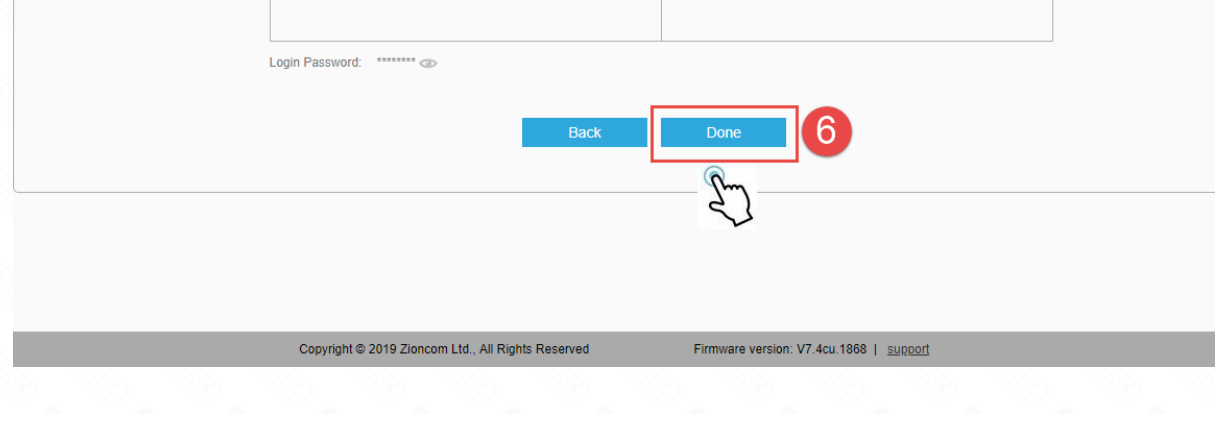 Login Password: ******** 
Back
Done
6
Copyright © 2019 Zioncom Ltd., All Rights Reserved
Firmware version: V7.4cu.1868 | support